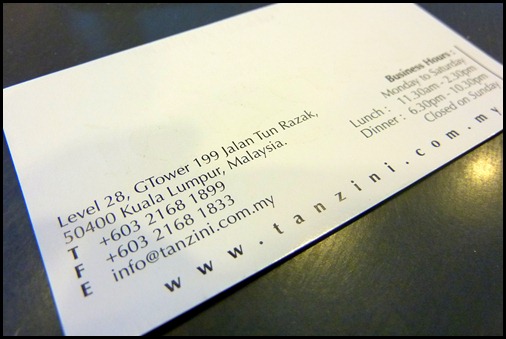 Business Hours:
Monday to Saturday
Lunch: 11.30am - 2.30pm
Dinner: 6.30pm - 10.30pm
Closed on Sunday
Level 28, GTower 199 Jalan Tun Razak,
50400 Kuala Lumpur, Malaysia.
T +603 2168 1899
F +603 2168 1833
E info@tanzini.com.my
www.tanzini.com.my